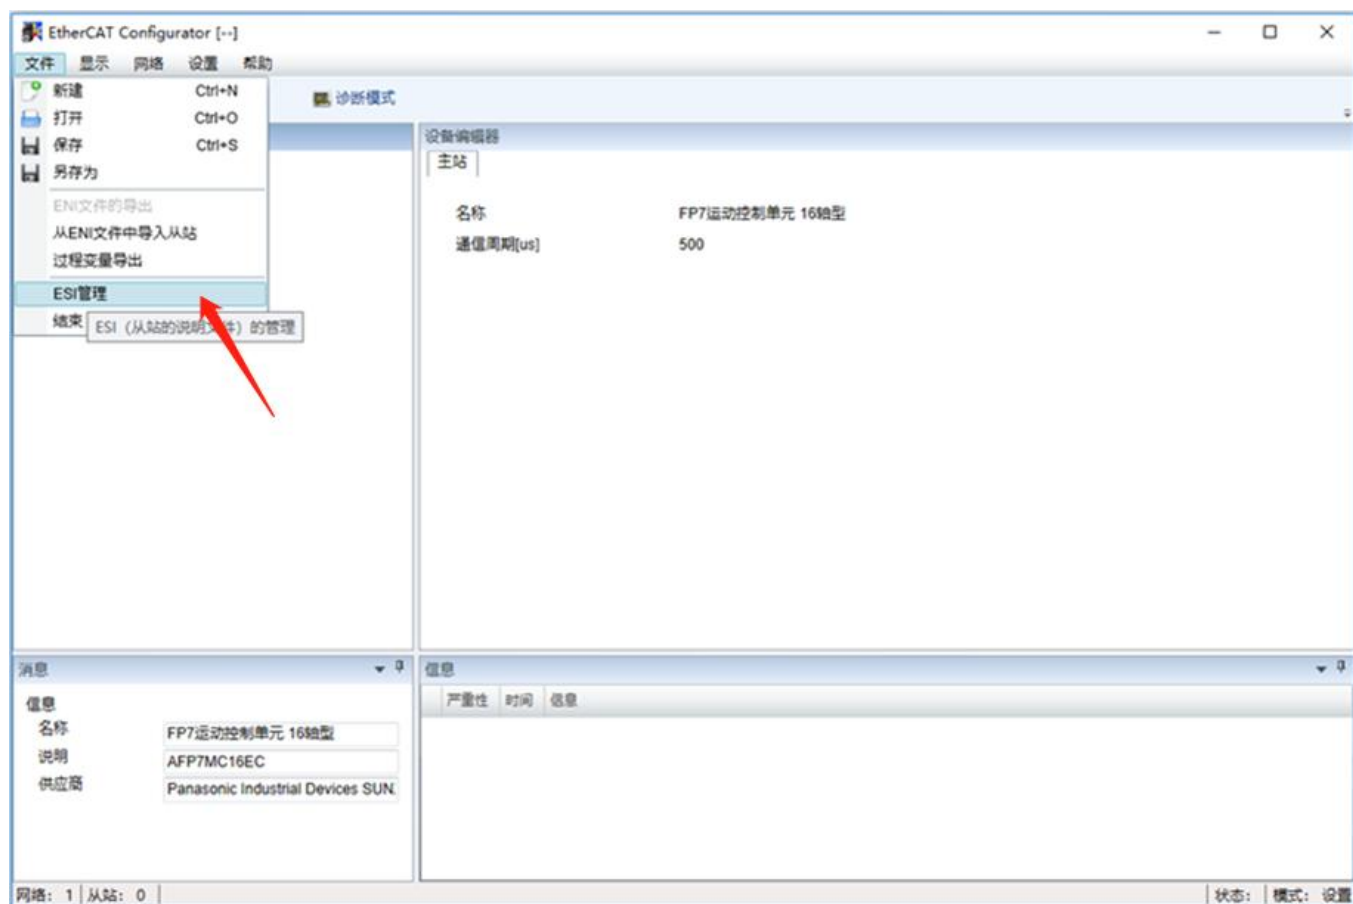 EtherCAT Configurator [--]
文件 显示 网络 设置 帮助
新建 Ctrl+N
打开 Ctrl+O
保存 Ctrl+S
另存为
ENI文件的导出
从ENI文件中导入从站
过程变量导出
ESI管理
结束
ESI（从站的说明文件）的管理
诊断模式
设备编辑器
主站
名称 FP7运动控制单元 16轴型
通信周期[us] 500
消息
信息
名称 FP7运动控制单元 16轴型
说明 AFP7MC16EC
供应商 Panasonic Industrial Devices SUN
信息
严重性 时间 信息
网络: 1 从站: 0
状态: 模式: 设置